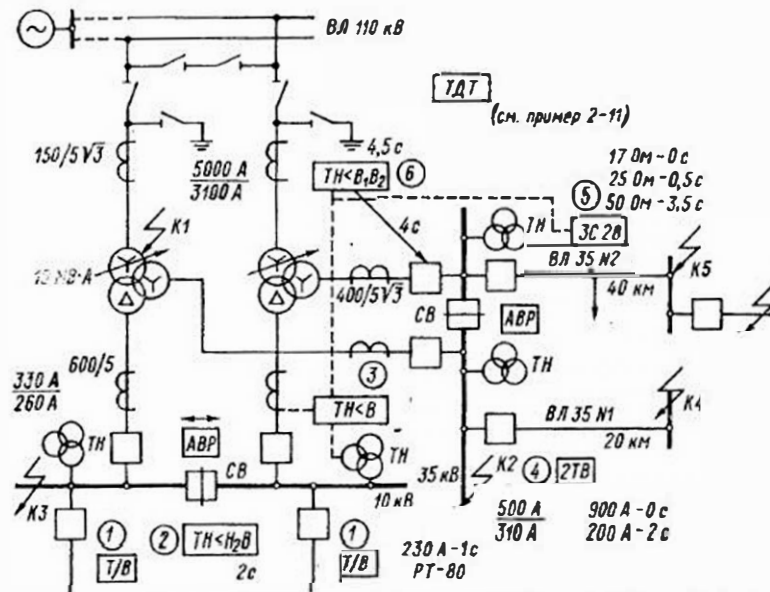 ВЛ 110 кВ
ТДТ
(см. пример 2-11)
150/5√3
5000 А
3100 А
4,5 с
ТН<В₁В₂
6
17 Ом-0 с
25 Ом-0,5 с
50 Ом-3,5 с
5
К1
4 с
ТН
ЗС 2В
МВ·А
400/5√3
ВЛ 35 №2
К5
СВ
АВР
40 км
600/5
3
ТН
330 А
260 А
ТН<В
ВЛ 35 №1
К4
20 км
ТН
АВР
СВ
ТН
35 кВ
К2
4
2ТВ
10 кВ
К3
500 А
310 А
900 А-0 с
200 А-2 с
1
Т/В
2
ТН<Н₂В
2 с
1
Т/В
230 А-1с
РТ-80